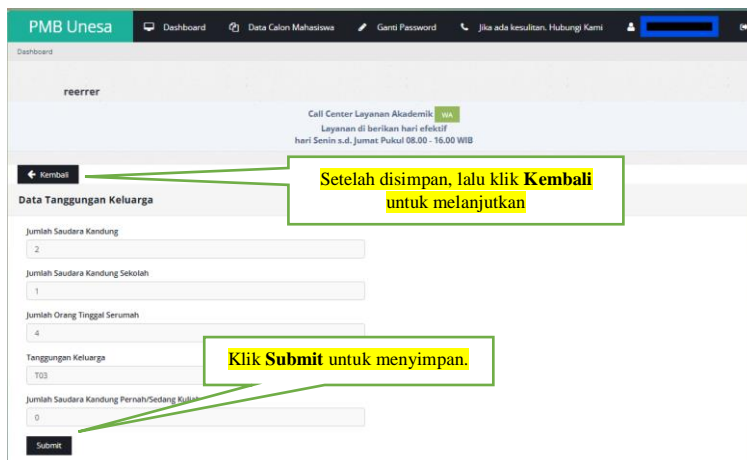 PMB Unesa Dashboard Data Calon Mahasiswa Ganti Password Jika ada kesulitan. Hubungi Kami
Dashboard
reerrer
Call Center Layanan Akademik WA
Layanan di berikan hari efektif
hari Senin s.d. Jumat Pukul 08.00 - 16.00 WIB
Kembali
Setelah disimpan, lalu klik Kembali
untuk melanjutkan
Data Tanggungan Keluarga
Jumlah Saudara Kandung
2
Jumlah Saudara Kandung Sekolah
1
Jumlah Orang Tinggal Serumah
4
Klik Submit untuk menyimpan.
Tanggungan Keluarga
T03
Jumlah Saudara Kandung Pernah/Sedang Kuliah
0
Submit